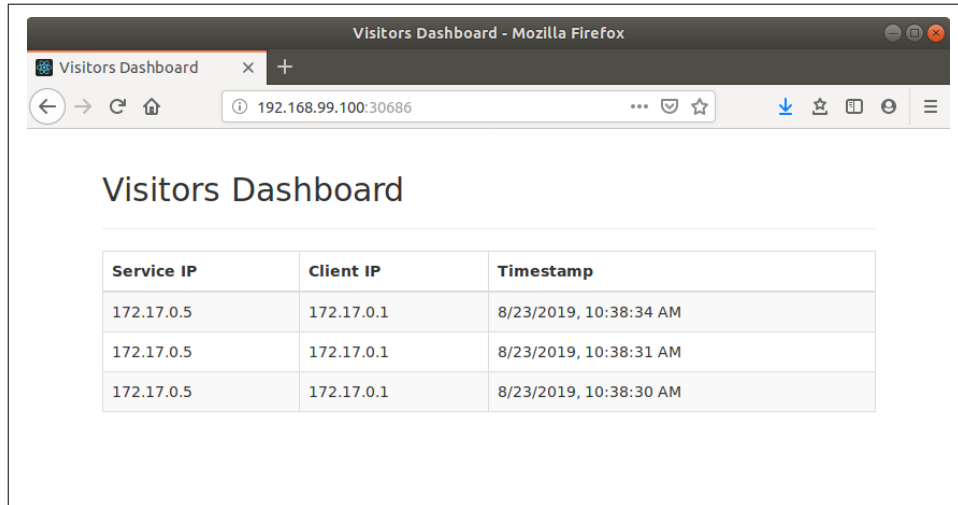 Visitors Dashboard - Mozilla Firefox
Visitors Dashboard
192.168.99.100:30686
Visitors Dashboard
Service IP Client IP Timestamp
172.17.0.5 172.17.0.1 8/23/2019, 10:38:34 AM
172.17.0.5 172.17.0.1 8/23/2019, 10:38:31 AM
172.17.0.5 172.17.0.1 8/23/2019, 10:38:30 AM